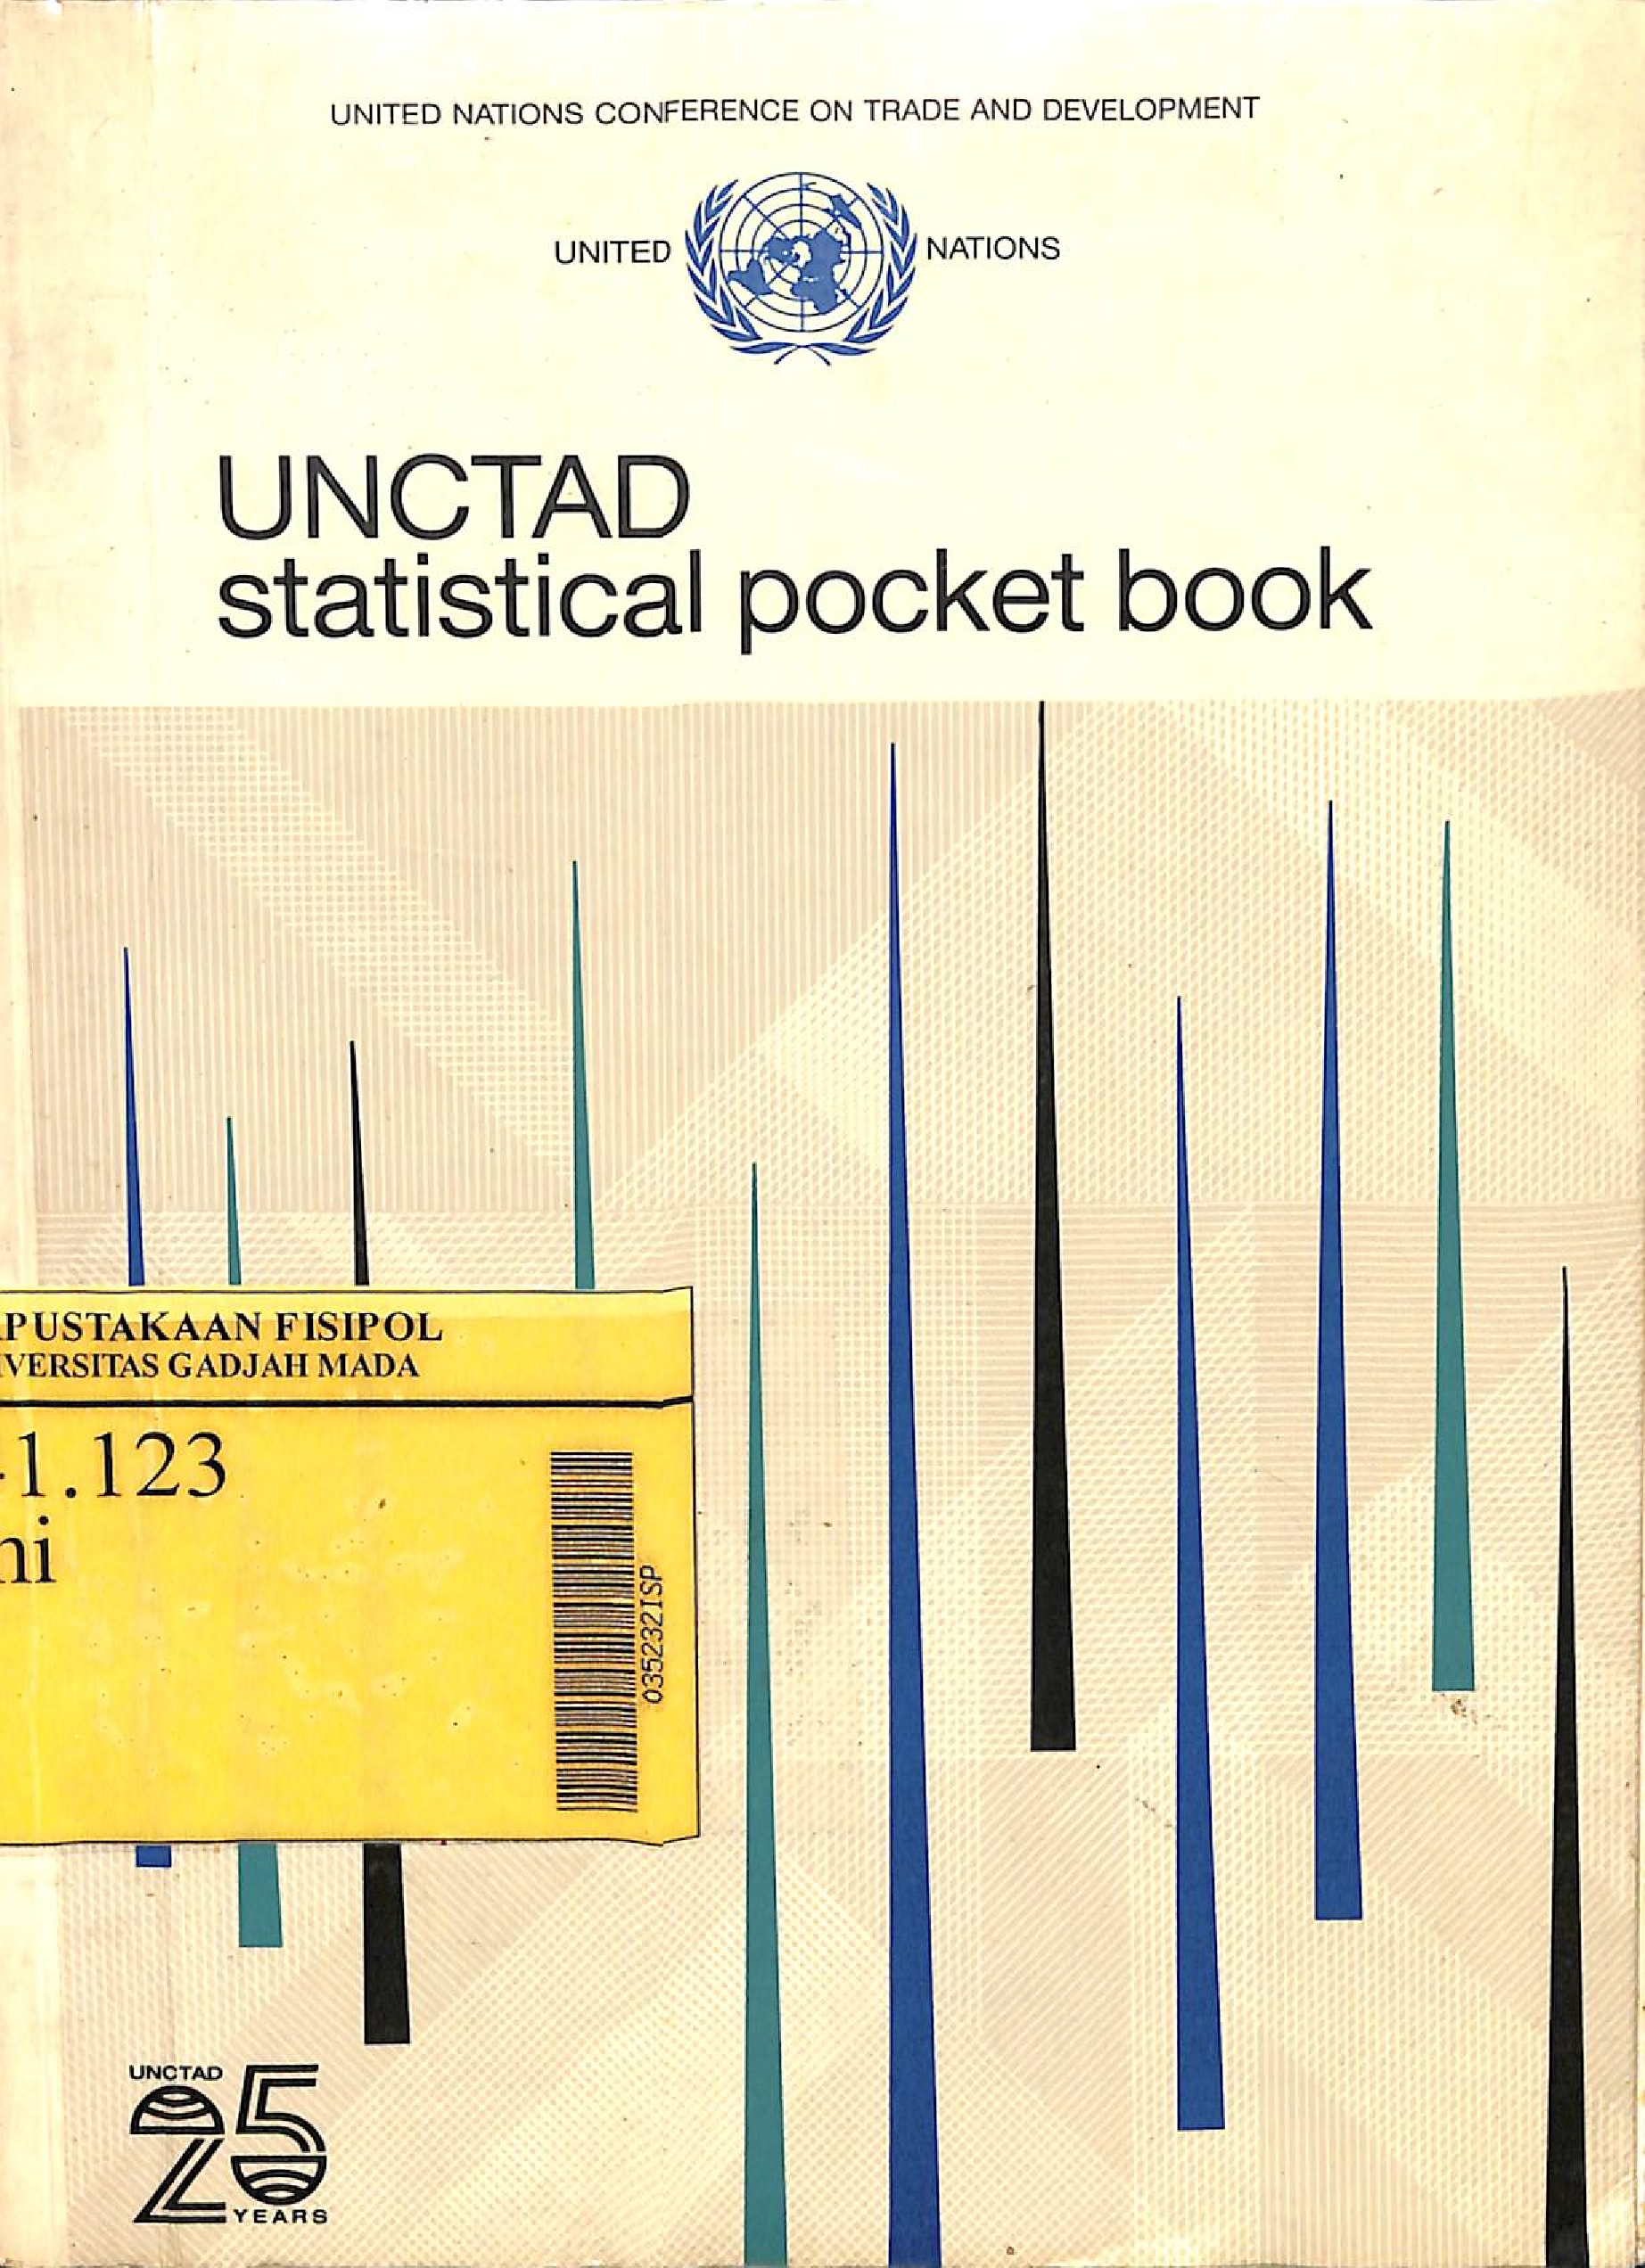 UNITED NATIONS CONFERENCE ON TRADE AND DEVELOPMENT
UNITED NATIONS
UNCTAD
statistical pocket book
PUSTAKAAN FISIPOL
VERSITAS GADJAH MADA
1.123
ni
035232ISP
UNCTAD
25
YEARS